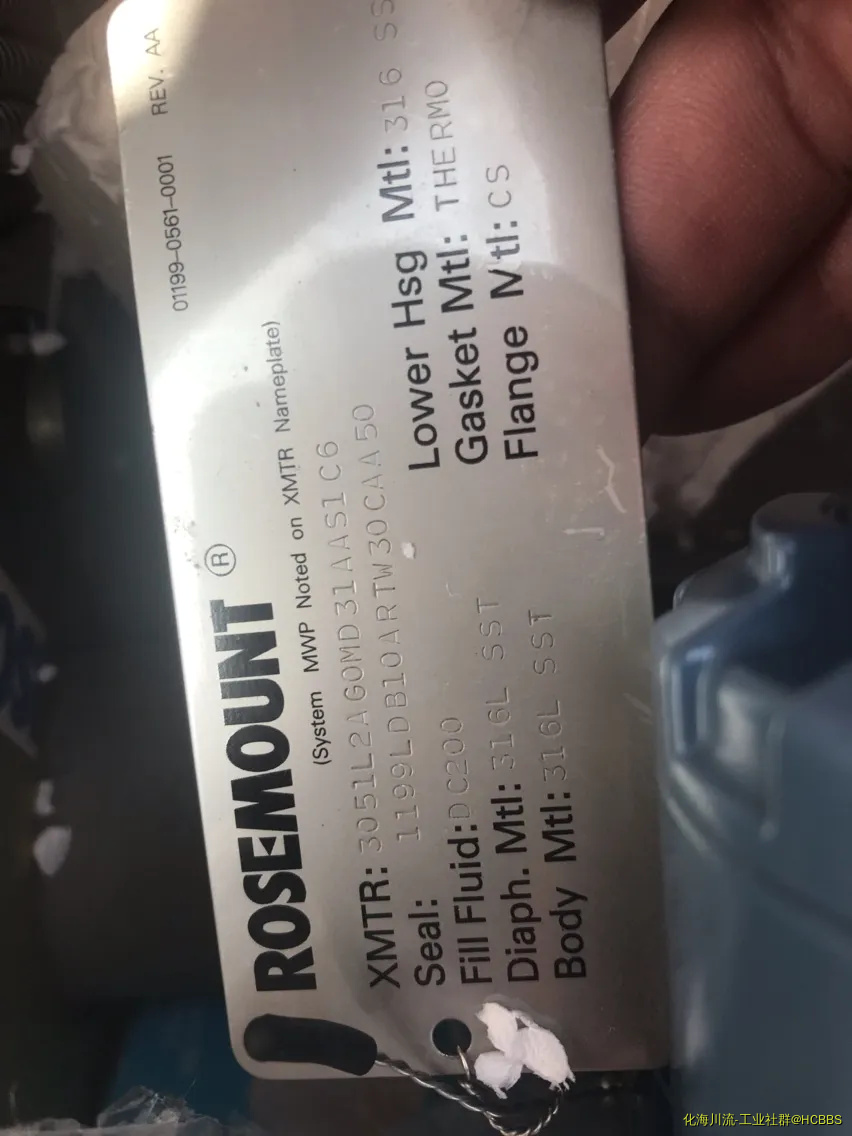 01199-0561-0001 REV. AA
ROSEMOUNT ®
(System MWP Noted on XMTR Nameplate)
XMTR: 3051L2AG0MD31AAS1C6
1199LDB10ARTW30CAA50
Seal:
Fill Fluid: DC200
Diaph. Mtl: 316L SST
Body Mtl: 316L SST
Lower Hsg Mtl: 316 SS
Gasket Mtl: THERMO
Flange Mtl: CS
化海川流-工业社群@HCBBS